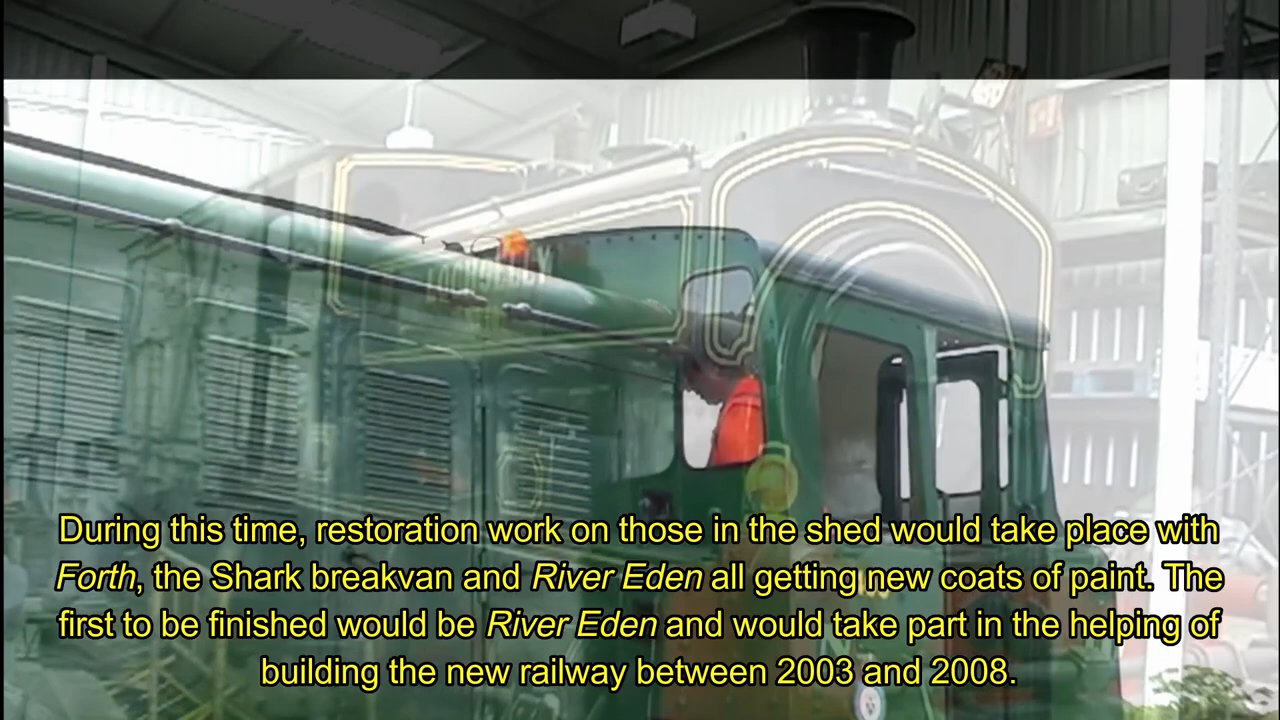 During this time, restoration work on those in the shed would take place with
Forth, the Shark breakvan and River Eden all getting new coats of paint. The
first to be finished would be River Eden and would take part in the helping of
building the new railway between 2003 and 2008.